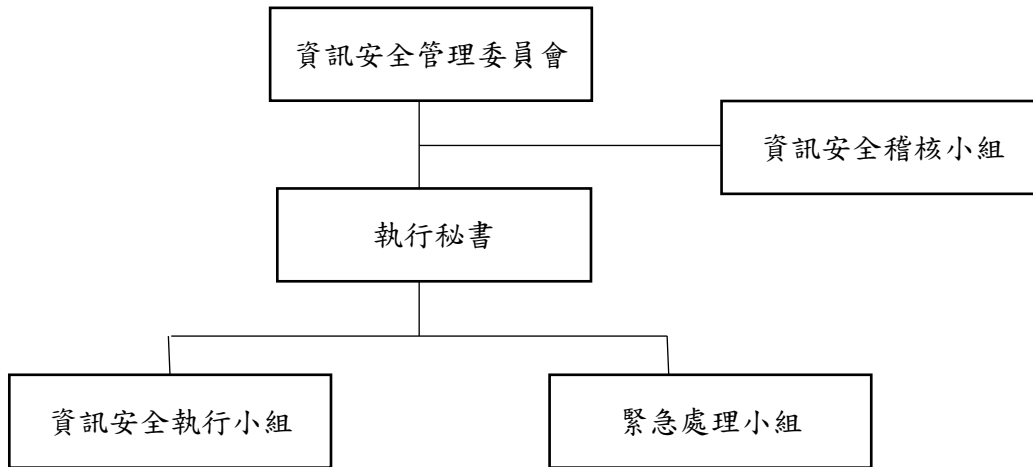 資訊安全管理委員會
資訊安全稽核小組
執行秘書
資訊安全執行小組
緊急處理小組